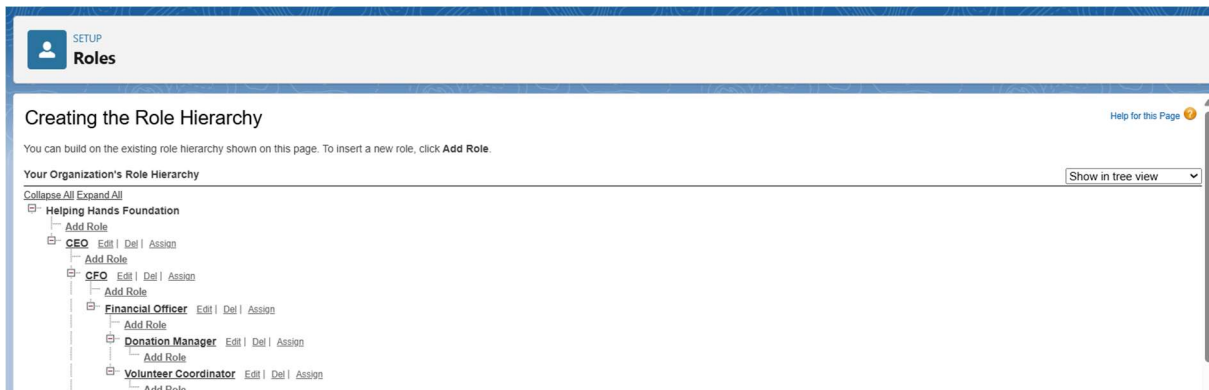 SETUP
Roles
Creating the Role Hierarchy
Help for this Page ?
You can build on the existing role hierarchy shown on this page. To insert a new role, click Add Role.
Your Organization's Role Hierarchy
Show in tree view
Collapse All Expand All
Helping Hands Foundation
Add Role
CEO Edit | Del | Assign
Add Role
CFO Edit | Del | Assign
Add Role
Financial Officer Edit | Del | Assign
Add Role
Donation Manager Edit | Del | Assign
Add Role
Volunteer Coordinator Edit | Del | Assign
Add Role